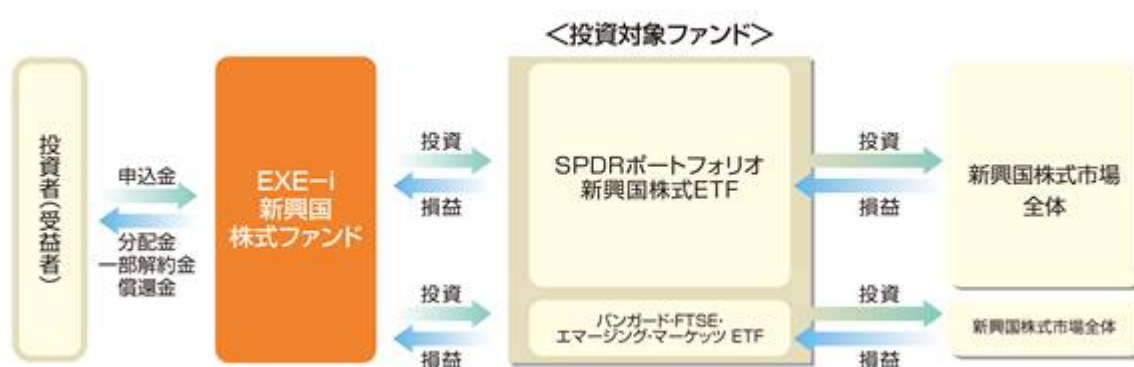 ＜投資対象ファンド＞
投資者（受益者）
申込金
分配金
一部解約金
償還金
EXE-i
新興国
株式ファンド
投資
損益
投資
損益
SPDRポートフォリオ
新興国株式ETF
バンガード・FTSE・
エマージング・マーケッツ ETF
投資
損益
投資
損益
新興国株式市場
全体
新興国株式市場全体